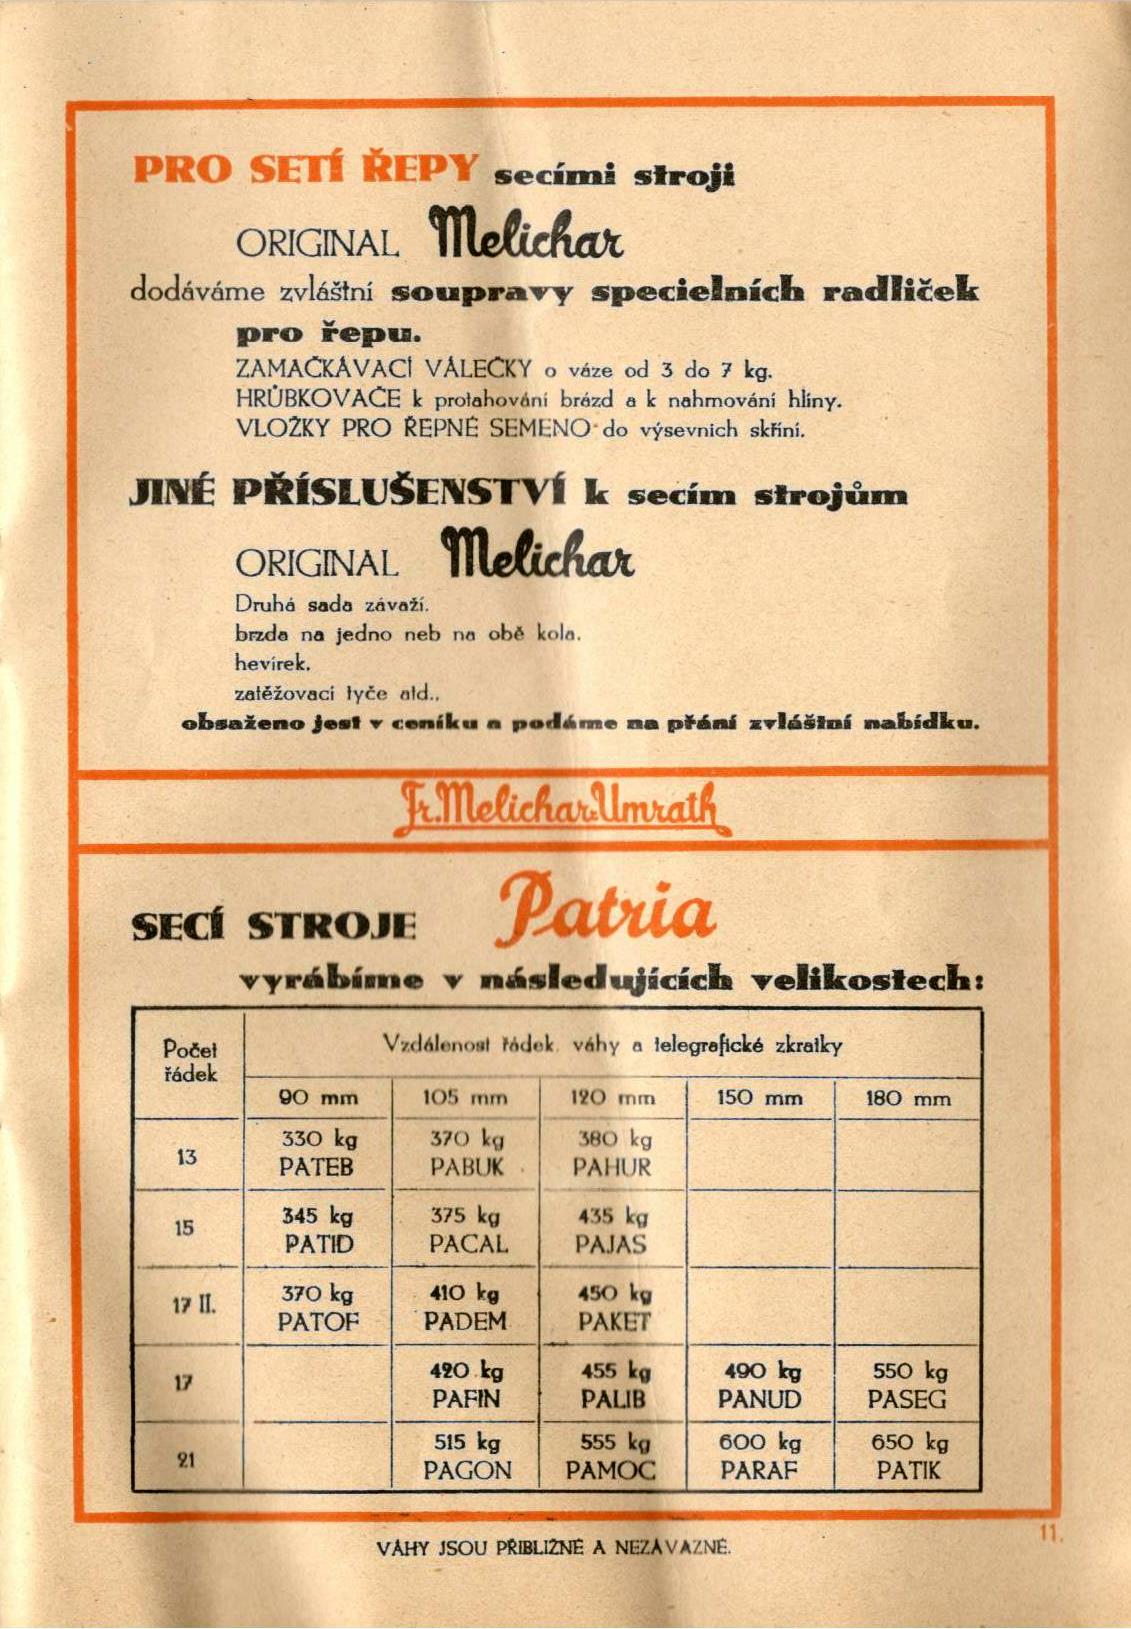 PRO SETÍ ŘEPY secími stroji
ORIGINAL Melichar
dodáváme zvláštní soupravy specielních radliček
pro řepu.
ZAMAČKÁVACÍ VÁLEČKY o váze od 3 do 7 kg.
HRŮBKOVAČE k protahování brázd a k nahrnování hlíny.
VLOŽKY PRO ŘEPNÉ SEMENO do výsevních skříní.
JINÉ PŘÍSLUŠENSTVÍ k secím strojům
ORIGINAL Melichar
Druhá sada závaží.
brzda na jedno neb na obě kola.
hevírek.
zatěžovací tyče atd..
obsaženo jest v ceníku a podáme na přání zvláštní nabídku.
Fr. Melichar-Umrath
SECÍ STROJE Patria
vyrábíme v následujících velikostech:
Počet řádek
Vzdálenost řádek, váhy a telegrafické zkratky
90 mm 105 mm 120 mm 150 mm 180 mm
13 330 kg PATEB 370 kg PABUK 380 kg PAHUR
15 345 kg PATID 375 kg PACAL 435 kg PAJAS
17 II. 370 kg PATOF 410 kg PADEM 450 kg PAKET
17 420 kg PAFIN 455 kg PALIB 490 kg PANUD 550 kg PASEG
21 515 kg PAGON 555 kg PAMOC 600 kg PARAF 650 kg PATIK
11.
VÁHY JSOU PŘIBLIŽNÉ A NEZÁVAZNÉ.